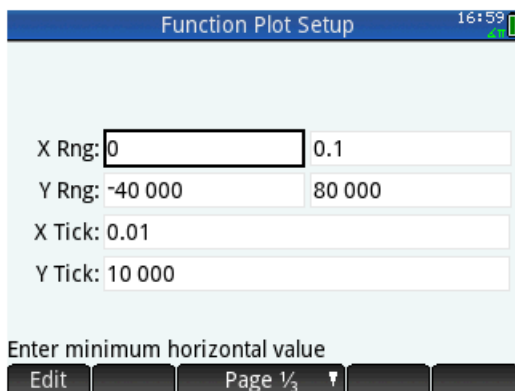 Function Plot Setup 16:59
∡π
X Rng: 0 0.1
Y Rng: -40 000 80 000
X Tick: 0.01
Y Tick: 10 000
Enter minimum horizontal value
Edit Page ⅓